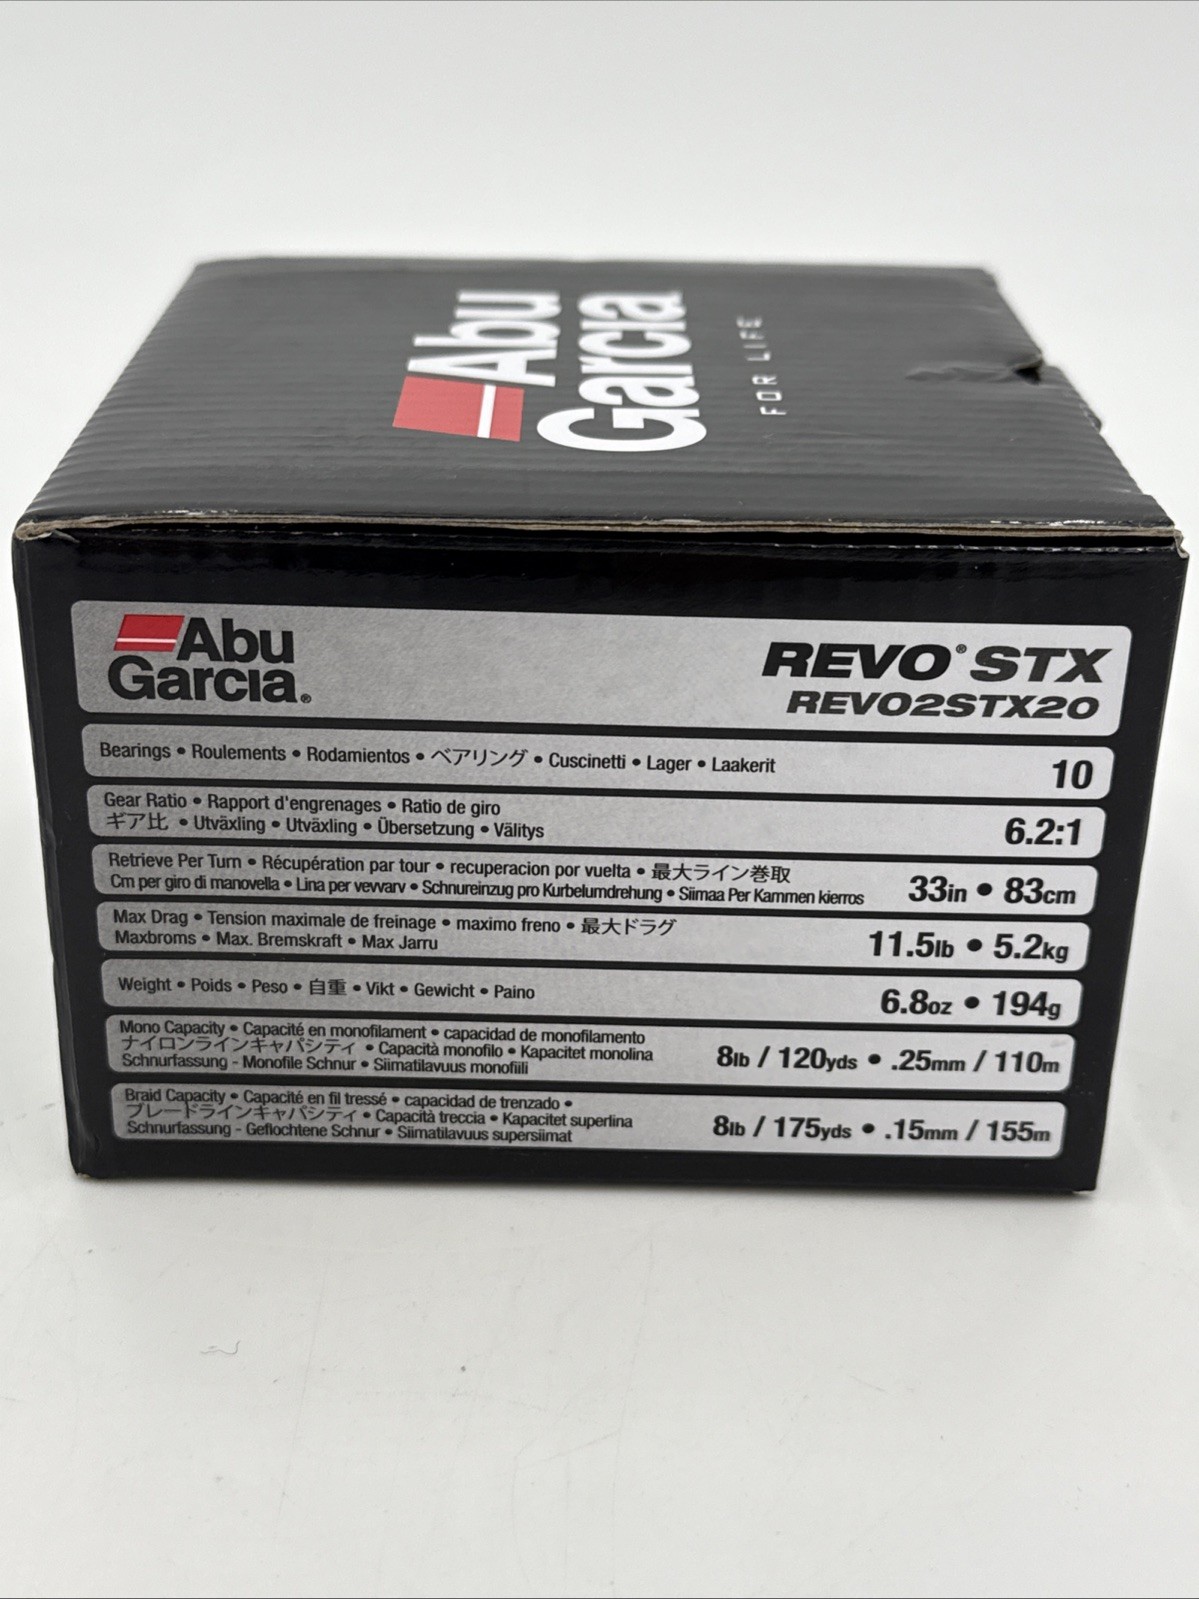 Abu
Garcia
FOR LIFE
Abu
Garcia®
REVO® STX
REVO2STX20
Bearings • Roulements • Rodamientos • ベアリング • Cuscinetti • Lager • Laakerit
10
Gear Ratio • Rapport d'engrenages • Ratio de giro
ギア比 • Utväxling • Utväxling • Übersetzung • Välitys
6.2:1
Retrieve Per Turn • Récupération par tour • recuperacion por vuelta • 最大ライン巻取
Cm per giro di manovella • Lina per vevvarv • Schnureinzug pro Kurbelumdrehung • Siimaa Per Kammen kierros
33in • 83cm
Max Drag • Tension maximale de freinage • maximo freno • 最大ドラグ
Maxbroms • Max. Bremskraft • Max Jarru
11.5lb • 5.2kg
Weight • Poids • Peso • 自重 • Vikt • Gewicht • Paino
6.8oz • 194g
Mono Capacity • Capacité en monofilament • capacidad de monofilamento
ナイロンラインキャパシティ • Capacità monofilo • Kapacitet monolina
Schnurfassung - Monofile Schnur • Siimatilavuus monofiili
8lb / 120yds • .25mm / 110m
Braid Capacity • Capacité en fil tressé • capacidad de trenzado •
ブレードラインキャパシティ • Capacità treccia • Kapacitet superlina
Schnurfassung - Geflochtene Schnur • Siimatilavuus supersiimat
8lb / 175yds • .15mm / 155m